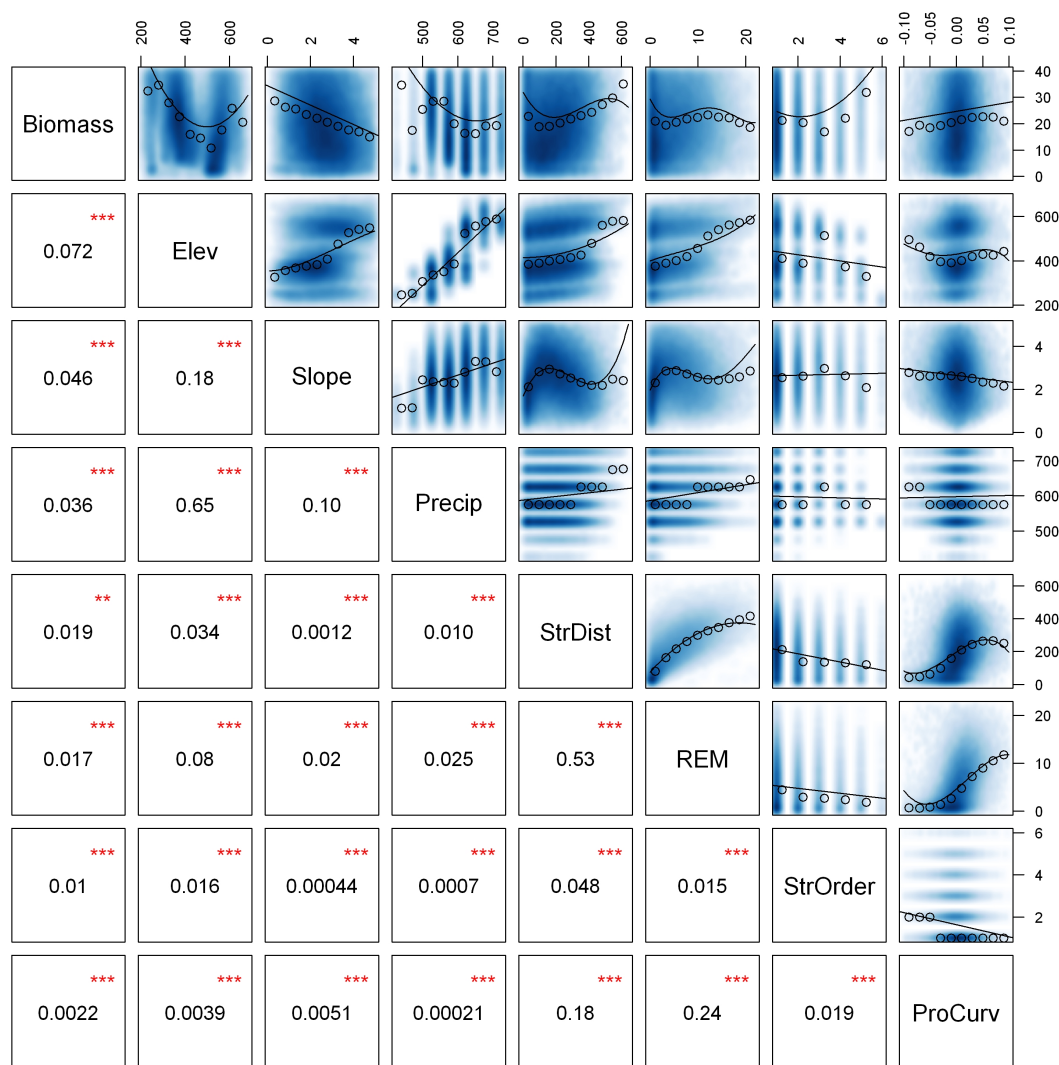 200 400 600 0 2 4 500 600 700 0 200 400 600 0 10 20 2 4 6 -0.10 -0.05 0.00 0.05 0.10
Biomass 0 10 20 30 40
*** 
0.072 Elev 200 400 600
*** ***
0.046 0.18 Slope 0 2 4
*** *** ***
0.036 0.65 0.10 Precip 500 600 700
** *** *** ***
0.019 0.034 0.0012 0.010 StrDist 0 200 400 600
*** *** *** *** ***
0.017 0.08 0.02 0.025 0.53 REM 0 10 20
*** *** *** *** *** ***
0.01 0.016 0.00044 0.0007 0.048 0.015 StrOrder 2 4 6
*** *** *** *** *** *** ***
0.0022 0.0039 0.0051 0.00021 0.18 0.24 0.019 ProCurv